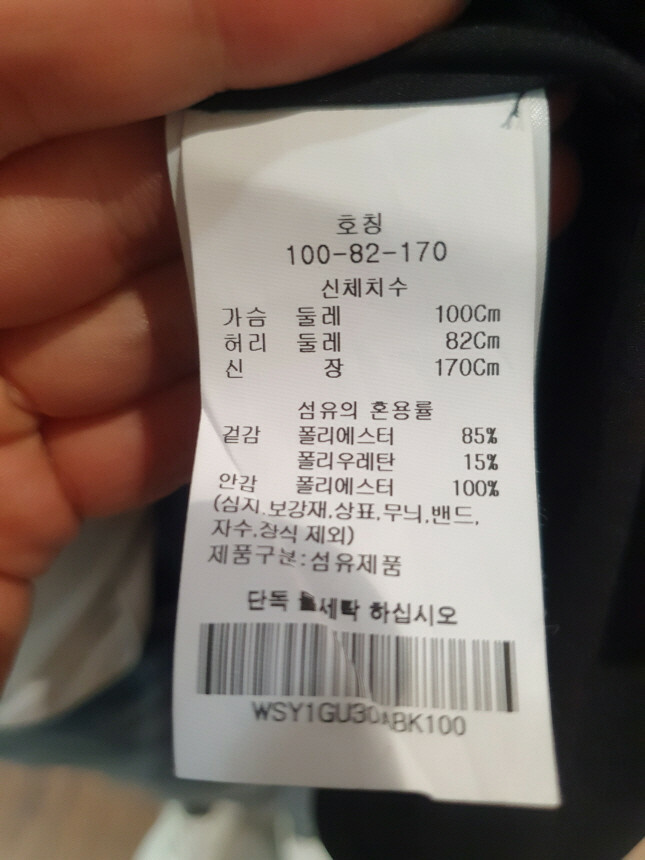 호칭
100-82-170
신체치수
가슴 둘레 100Cm
허리 둘레 82Cm
신 장 170Cm
섬유의 혼용률
겉감 폴리에스터 85%
폴리우레탄 15%
안감 폴리에스터 100%
(심지,보강재,상표,무늬,밴드,
자수,장식 제외)
제품구분:섬유제품
단독 하십시오
WSY1GU30ABK100